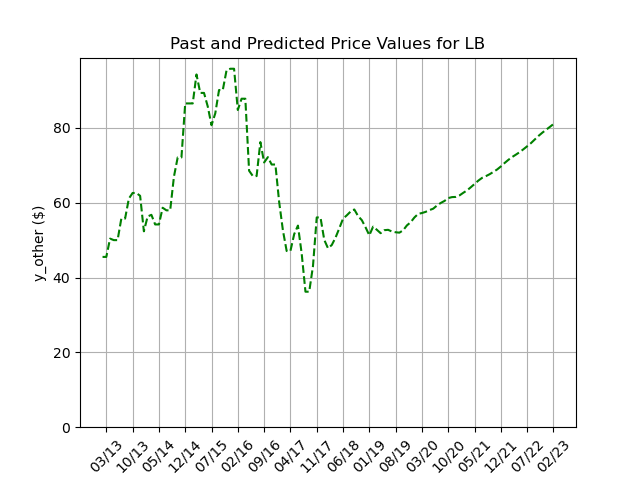 Past and Predicted Price Values for LB
y_other ($)
80
60
40
20
0
03/13 10/13 05/14 12/14 07/15 02/16 09/16 04/17 11/17 06/18 01/19 08/19 03/20 10/20 05/21 12/21 07/22 02/23